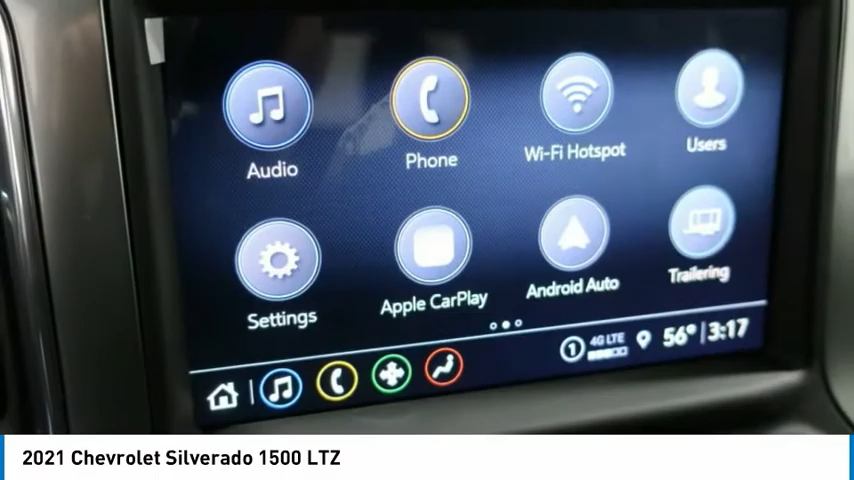 Audio
Phone
Wi-Fi Hotspot
Users
Settings
Apple CarPlay
Android Auto
Trailering
1
4G LTE
56° | 3:17
2021 Chevrolet Silverado 1500 LTZ